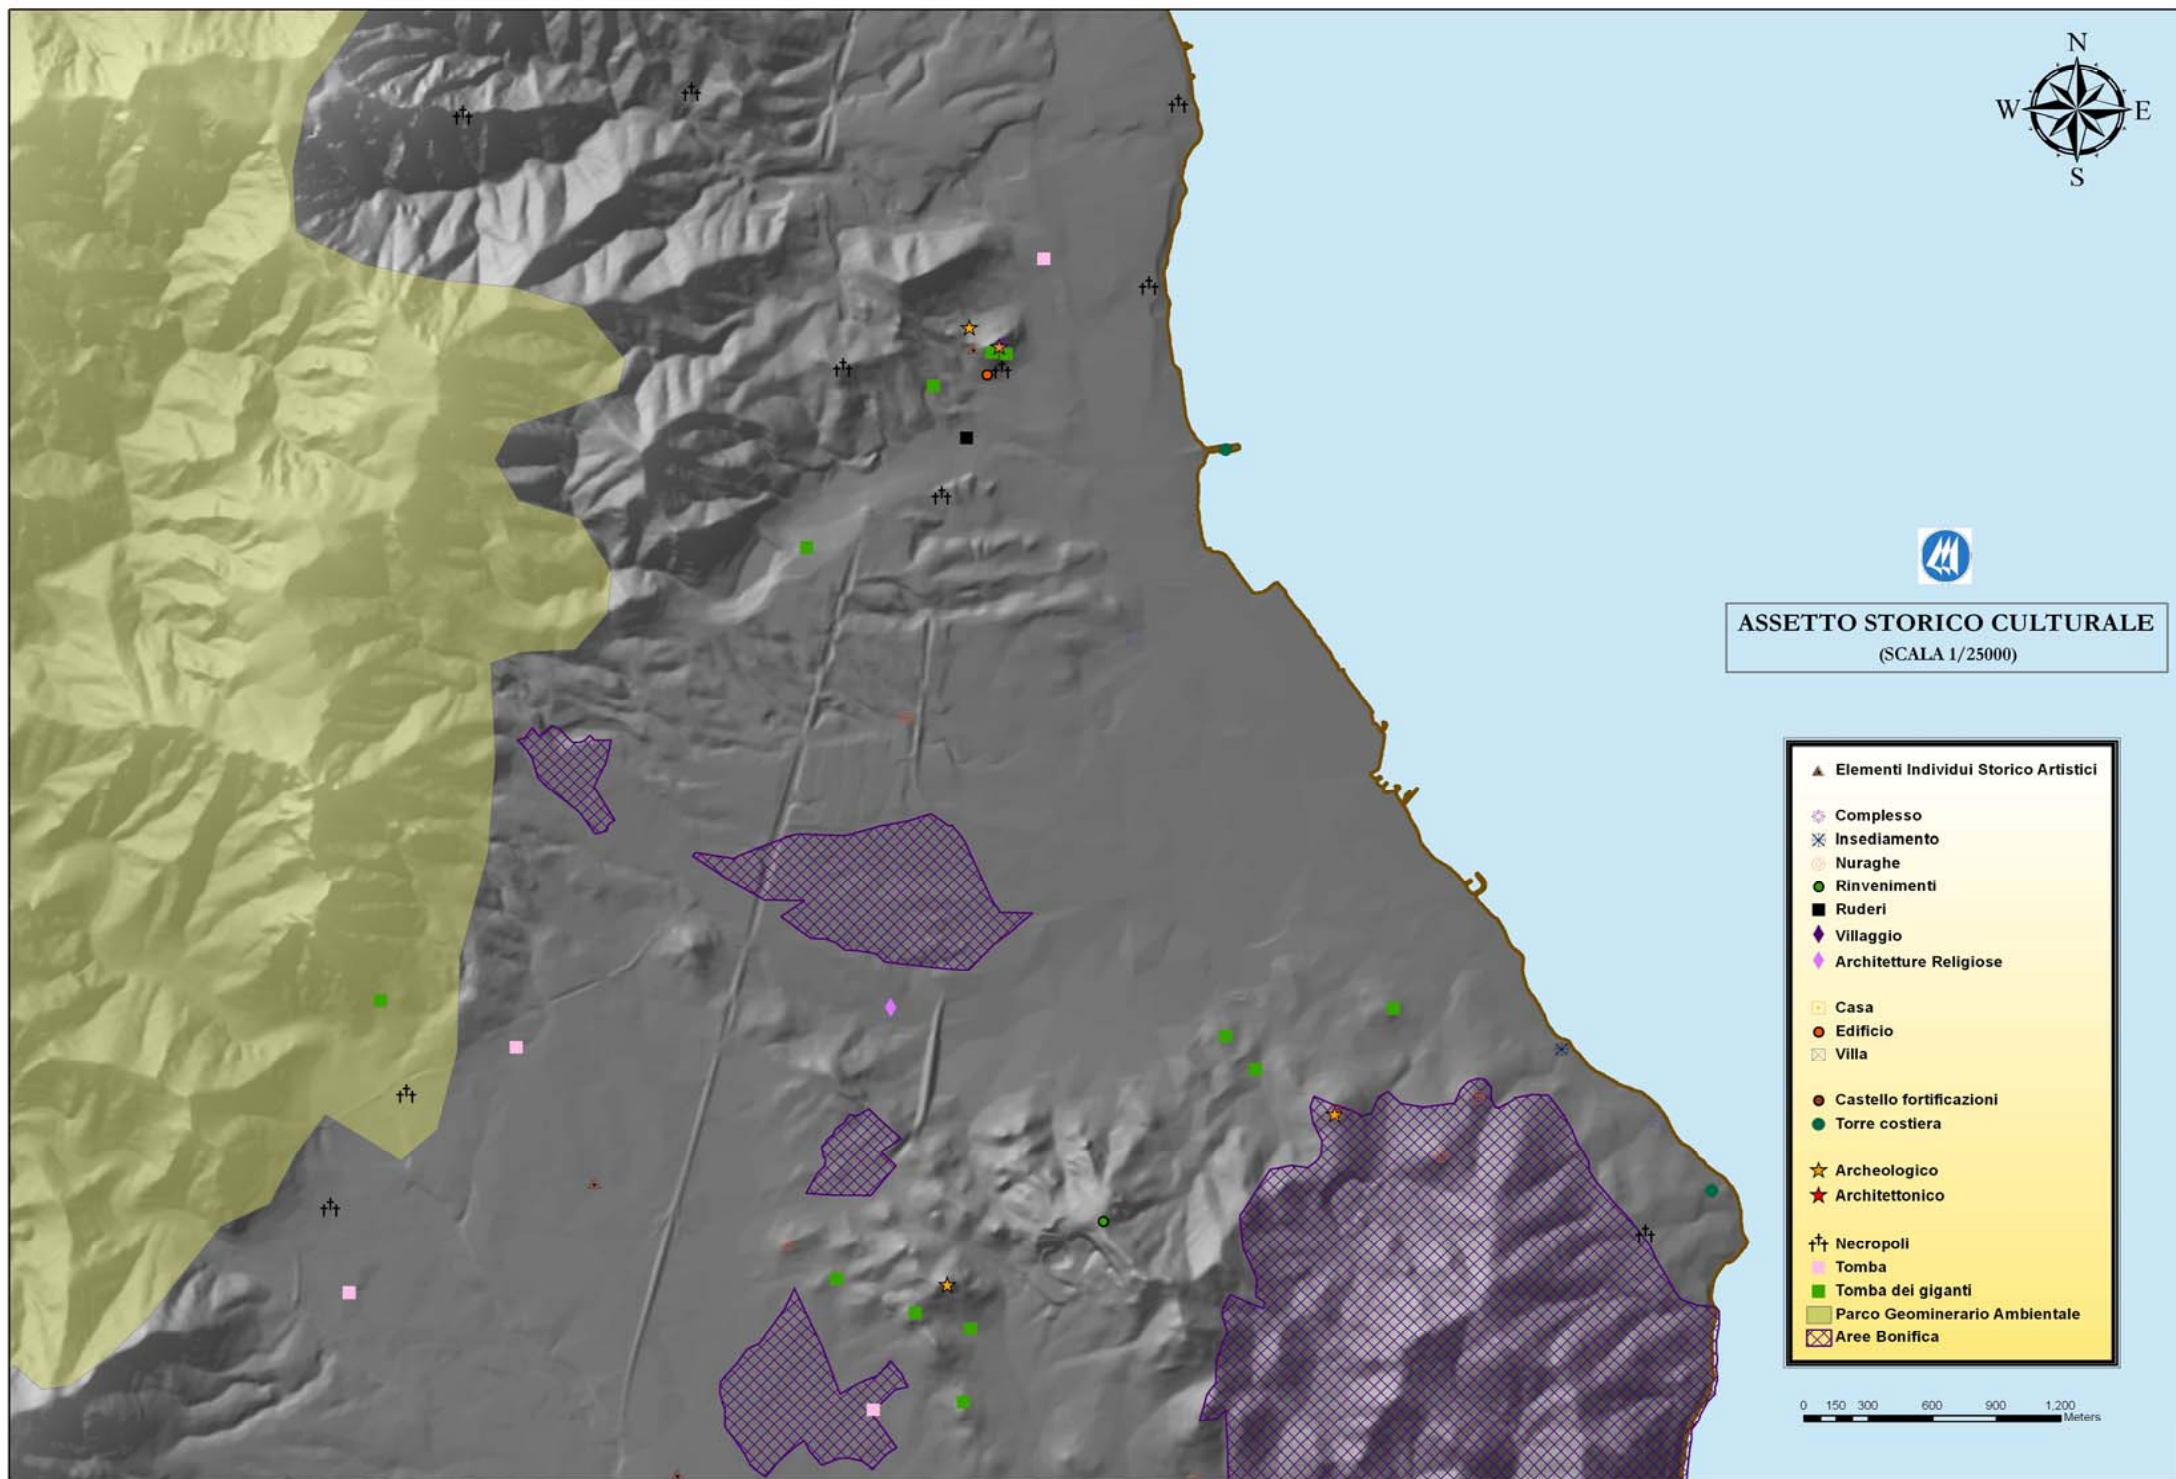 N
W E
S
ASSETTO STORICO CULTURALE
(SCALA 1/25000)
Elementi Individui Storico Artistici
Complesso
Insediamento
Nuraghe
Rinvenimenti
Ruderi
Villaggio
Architetture Religiose
Casa
Edificio
Villa
Castello fortificazioni
Torre costiera
Archeologico
Architettonico
Necropoli
Tomba
Tomba dei giganti
Parco Geominerario Ambientale
Aree Bonifica
0 150 300 600 900 1,200
Meters